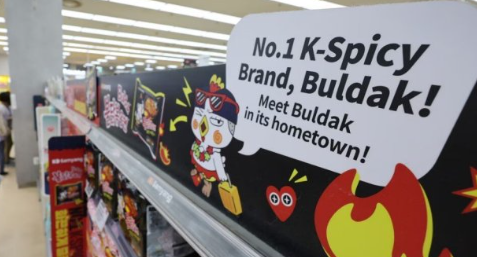 No.1 K-Spicy
Brand, Buldak!
Meet Buldak
in its hometown!